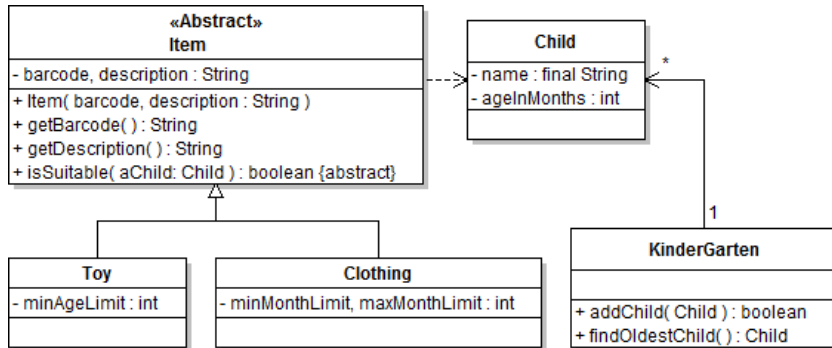 «Abstract»
Item
- barcode, description : String
+ Item( barcode, description : String )
+ getBarcode( ) : String
+ getDescription( ) : String
+ isSuitable( aChild: Child ) : boolean {abstract}
Child
- name : final String
- ageInMonths : int
*
1
Toy
- minAgeLimit : int
Clothing
- minMonthLimit, maxMonthLimit : int
KinderGarten
+ addChild( Child ) : boolean
+ findOldestChild( ) : Child